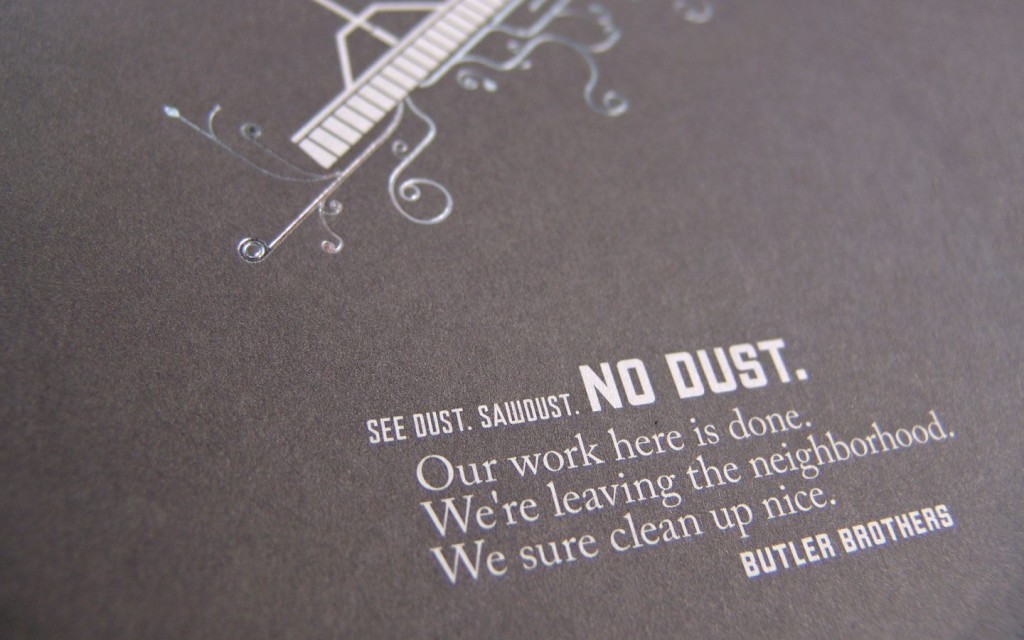 SEE DUST. SAWDUST. NO DUST.
Our work here is done.
We're leaving the neighborhood.
We sure clean up nice.
BUTLER BROTHERS